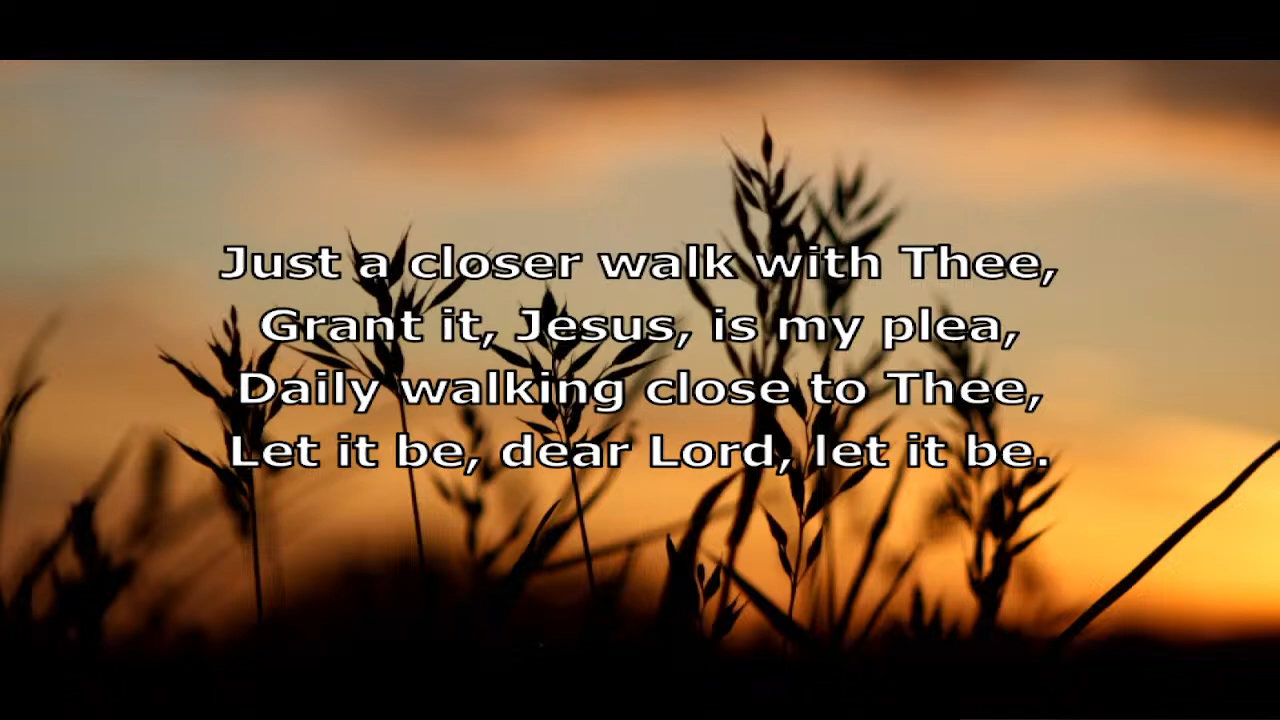 Just a closer walk with Thee,
Grant it, Jesus, is my plea,
Daily walking close to Thee,
Let it be, dear Lord, let it be.